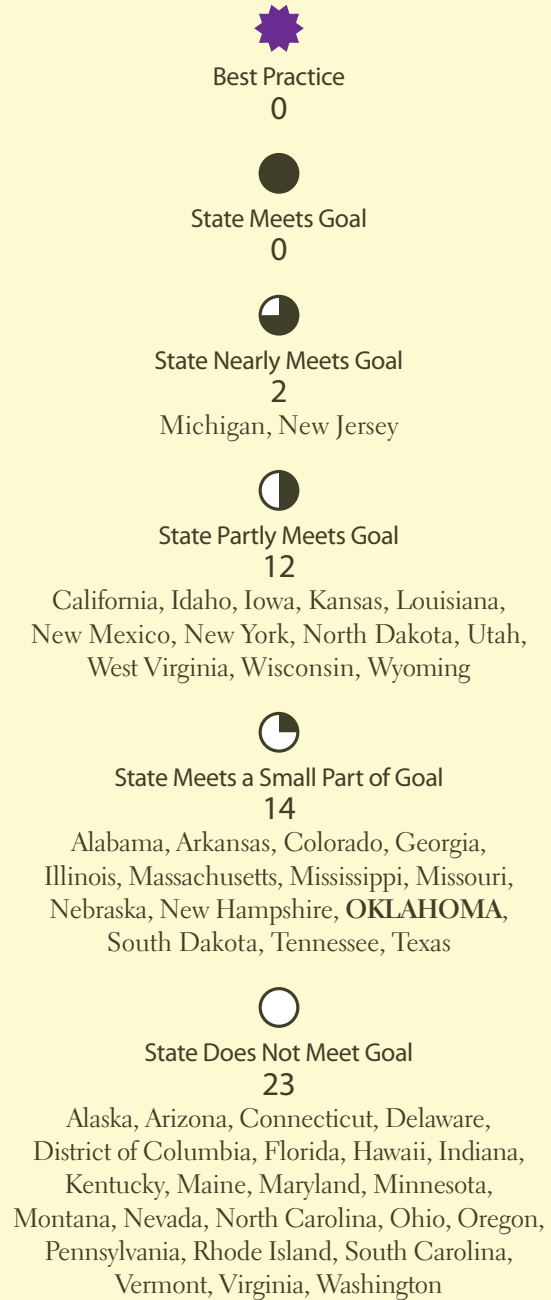 Best Practice
0
State Meets Goal
0
State Nearly Meets Goal
2
Michigan, New Jersey
State Partly Meets Goal
12
California, Idaho, Iowa, Kansas, Louisiana,
New Mexico, New York, North Dakota, Utah,
West Virginia, Wisconsin, Wyoming
State Meets a Small Part of Goal
14
Alabama, Arkansas, Colorado, Georgia,
Illinois, Massachusetts, Mississippi, Missouri,
Nebraska, New Hampshire, OKLAHOMA,
South Dakota, Tennessee, Texas
State Does Not Meet Goal
23
Alaska, Arizona, Connecticut, Delaware,
District of Columbia, Florida, Hawaii, Indiana,
Kentucky, Maine, Maryland, Minnesota,
Montana, Nevada, North Carolina, Ohio, Oregon,
Pennsylvania, Rhode Island, South Carolina,
Vermont, Virginia, Washington